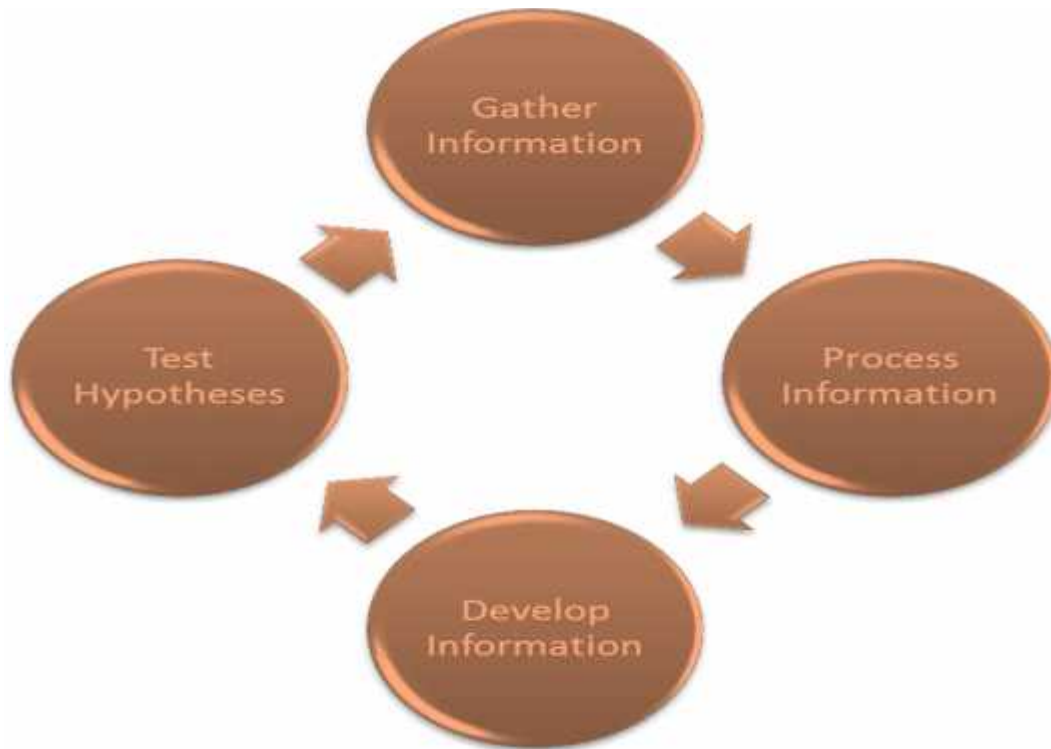 Gather
Information
Process
Information
Develop
Information
Test
Hypotheses